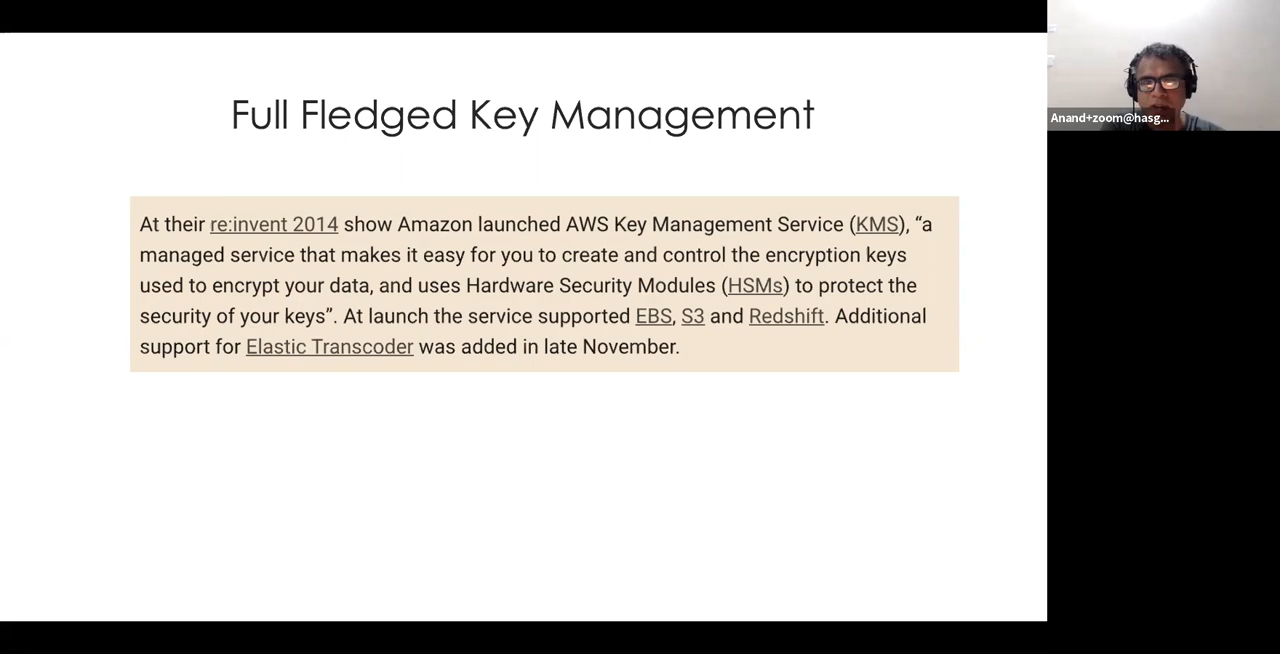 Full Fledged Key Management
At their re:invent 2014 show Amazon launched AWS Key Management Service (KMS), “a
managed service that makes it easy for you to create and control the encryption keys
used to encrypt your data, and uses Hardware Security Modules (HSMs) to protect the
security of your keys”. At launch the service supported EBS, S3 and Redshift. Additional
support for Elastic Transcoder was added in late November.
Anand+zoom@hasg...